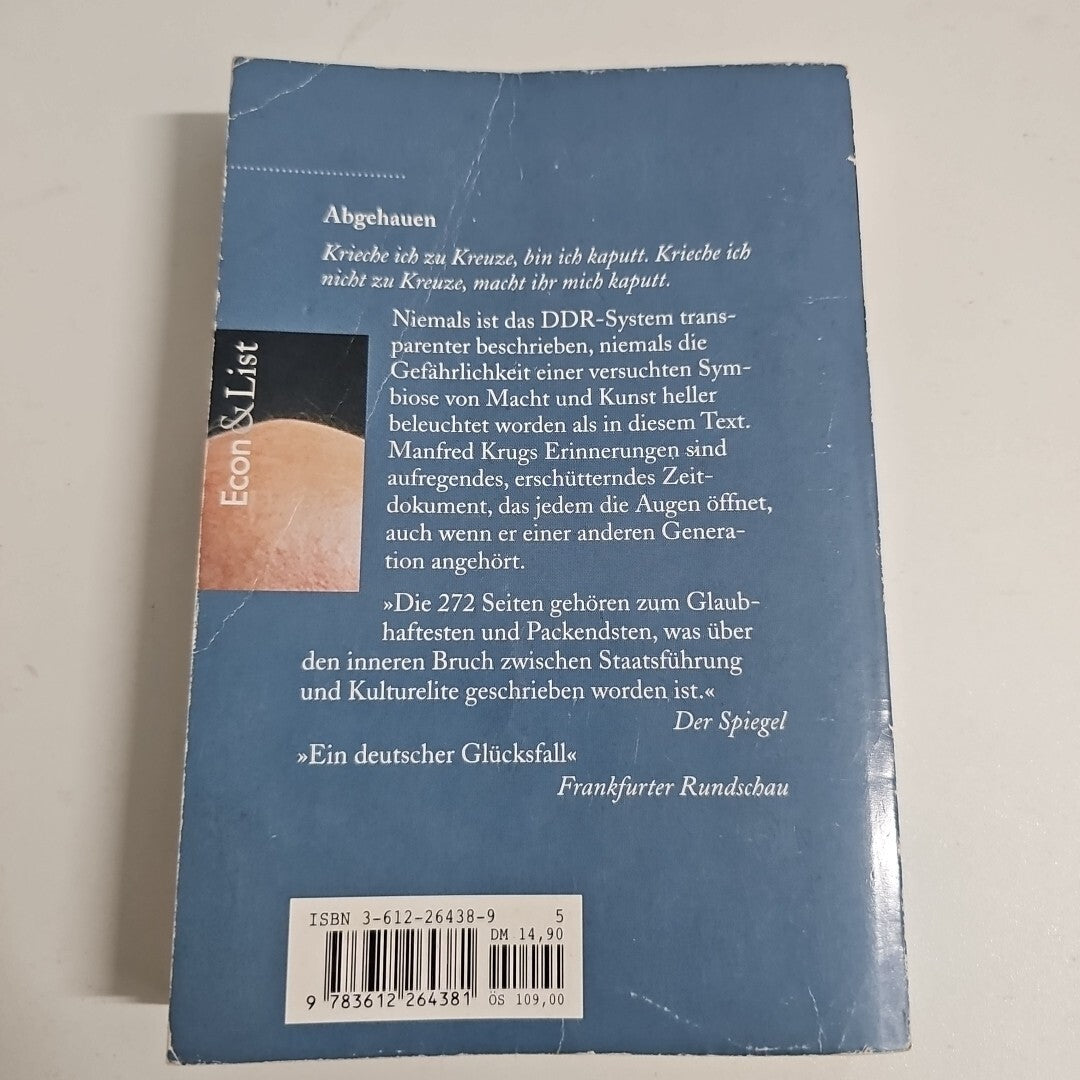 Abgehauen
Krieche ich zu Kreuze, bin ich kaputt. Krieche ich
nicht zu Kreuze, macht ihr mich kaputt.
Niemals ist das DDR-System trans-
parenter beschrieben, niemals die
Gefährlichkeit einer versuchten Sym-
biose von Macht und Kunst heller
beleuchtet worden als in diesem Text.
Manfred Krugs Erinnerungen sind
aufregendes, erschütterndes Zeit-
dokument, das jedem die Augen öffnet,
auch wenn er einer anderen Genera-
tion angehört.
Econ & List
»Die 272 Seiten gehören zum Glaub-
haftesten und Packendsten, was über
den inneren Bruch zwischen Staatsführung
und Kulturelite geschrieben worden ist.«
Der Spiegel
»Ein deutscher Glücksfall«
Frankfurter Rundschau
ISBN 3-612-26438-9 5
DM 14,90
9 783612 264381 ÖS 109,00